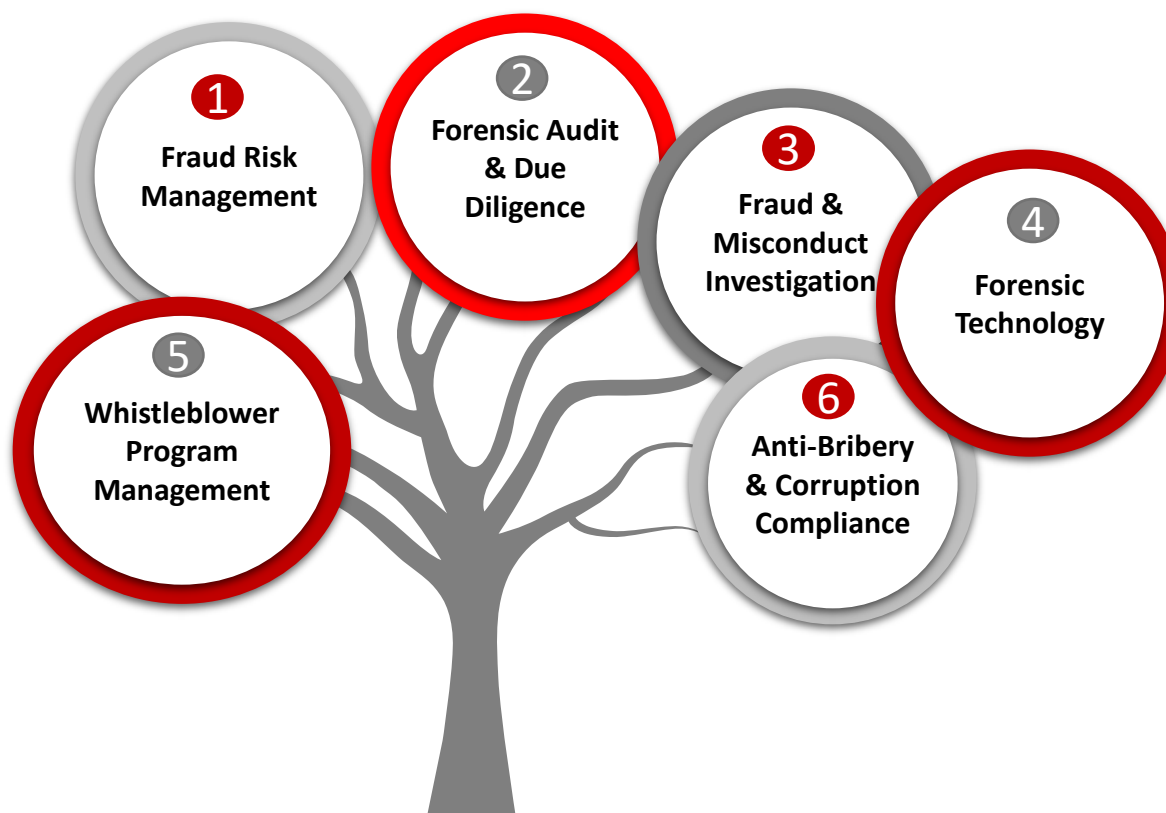 1
Fraud Risk
Management
2
Forensic Audit
& Due
Diligence
3
Fraud &
Misconduct
Investigation
4
Forensic
Technology
5
Whistleblower
Program
Management
6
Anti-Bribery
& Corruption
Compliance